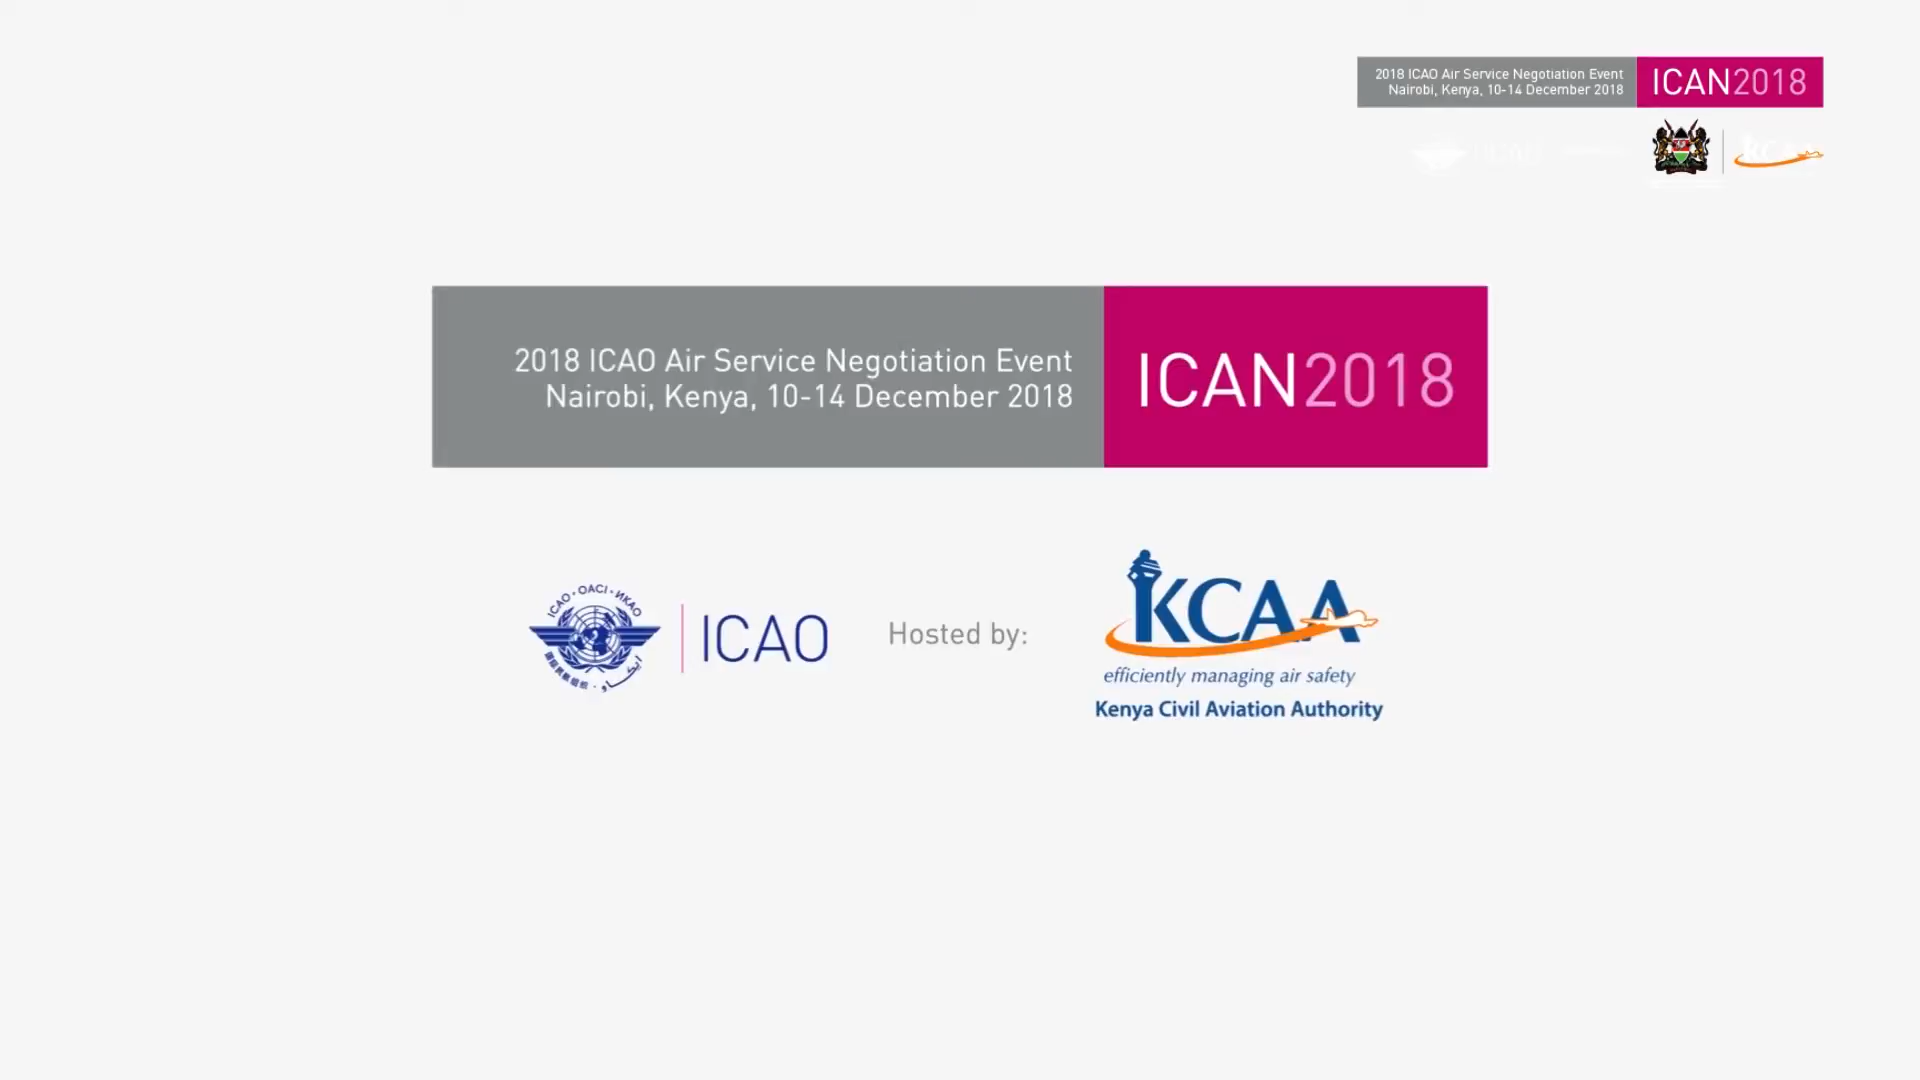 2018 ICAO Air Service Negotiation Event
Nairobi, Kenya, 10-14 December 2018
ICAN2018
KCAA
2018 ICAO Air Service Negotiation Event
Nairobi, Kenya, 10-14 December 2018
ICAN2018
ICAO · OACI · ИКАО
ICAO
Hosted by:
KCAA
efficiently managing air safety
Kenya Civil Aviation Authority